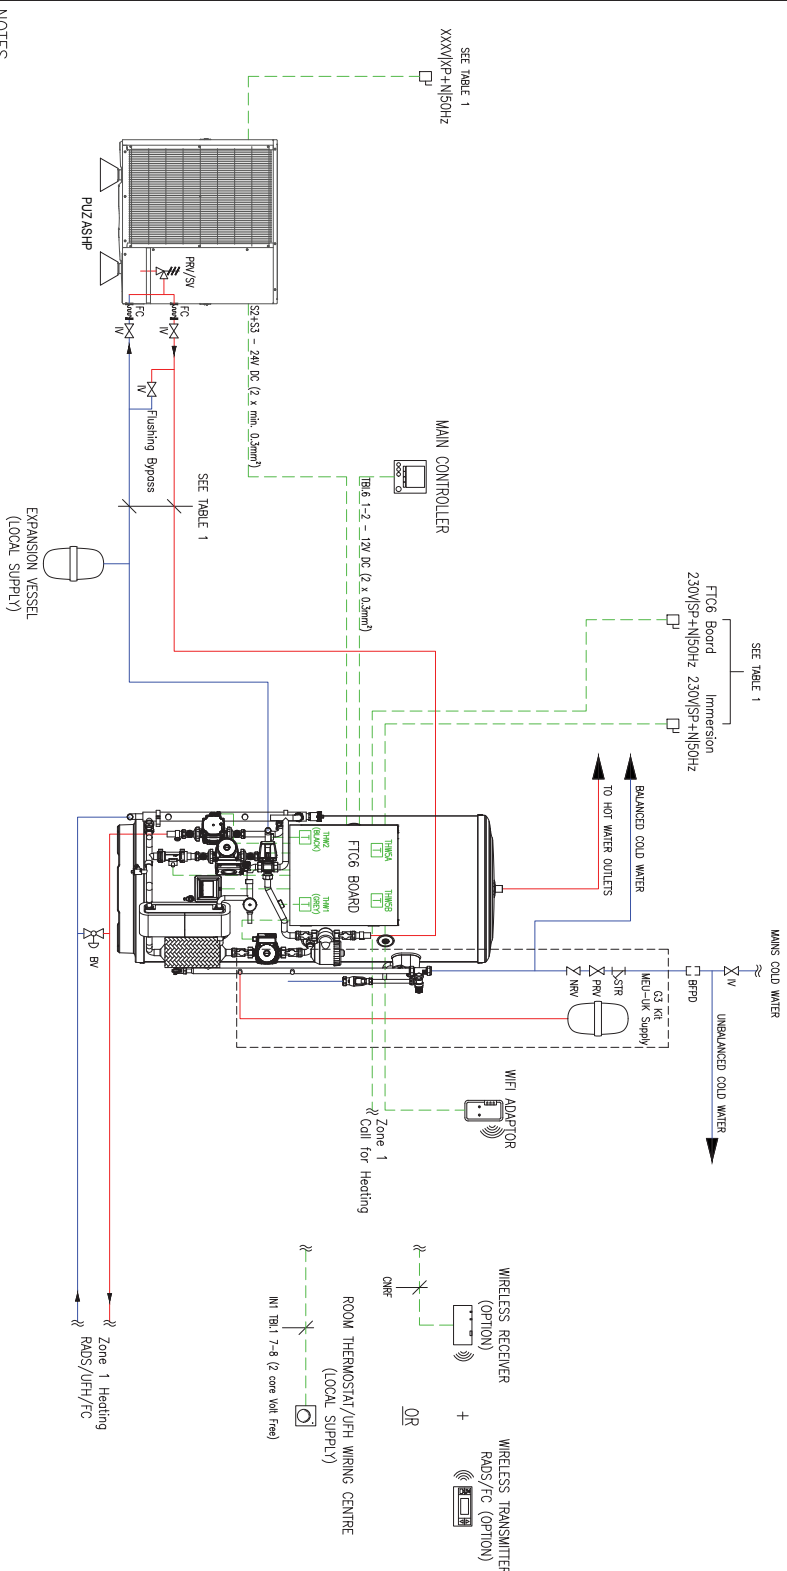 NOTES
SEE TABLE 1
XXXV|XP+N|50Hz
PUZ ASHP
PRV/SV
FC
IV
FC
IV
S2+S3 - 24V DC (2 x min. 0.3mm²)
IV
Flushing Bypass
SEE TABLE 1
EXPANSION VESSEL
(LOCAL SUPPLY)
MAIN CONTROLLER
TBI.6 1-2 - 12V DC (2 x 0.3mm²)
SEE TABLE 1
FTC6 Board
230V|SP+N|50Hz
Immersion
230V|SP+N|50Hz
BALANCED COLD WATER
TO HOT WATER OUTLETS
THW5A
THW5B
FTC6 BOARD
THW2
(BLACK)
THW1
(GREY)
T
T
T
T
BV
MAINS COLD WATER
IV
UNBALANCED COLD WATER
BFPD
G3 Kit
MEU-UK Supply
STR
PRV
NRV
WIFI ADAPTOR
Zone 1
Call for Heating
Zone 1 Heating
RADS/UFH/FC
WIRELESS RECEIVER
(OPTION)
CNRF
+
WIRELESS TRANSMITTER
RADS/FC (OPTION)
OR
ROOM THERMOSTAT/UFH WIRING CENTRE
(LOCAL SUPPLY)
IN1 TBI.1 7-8 (2 core Volt Free)